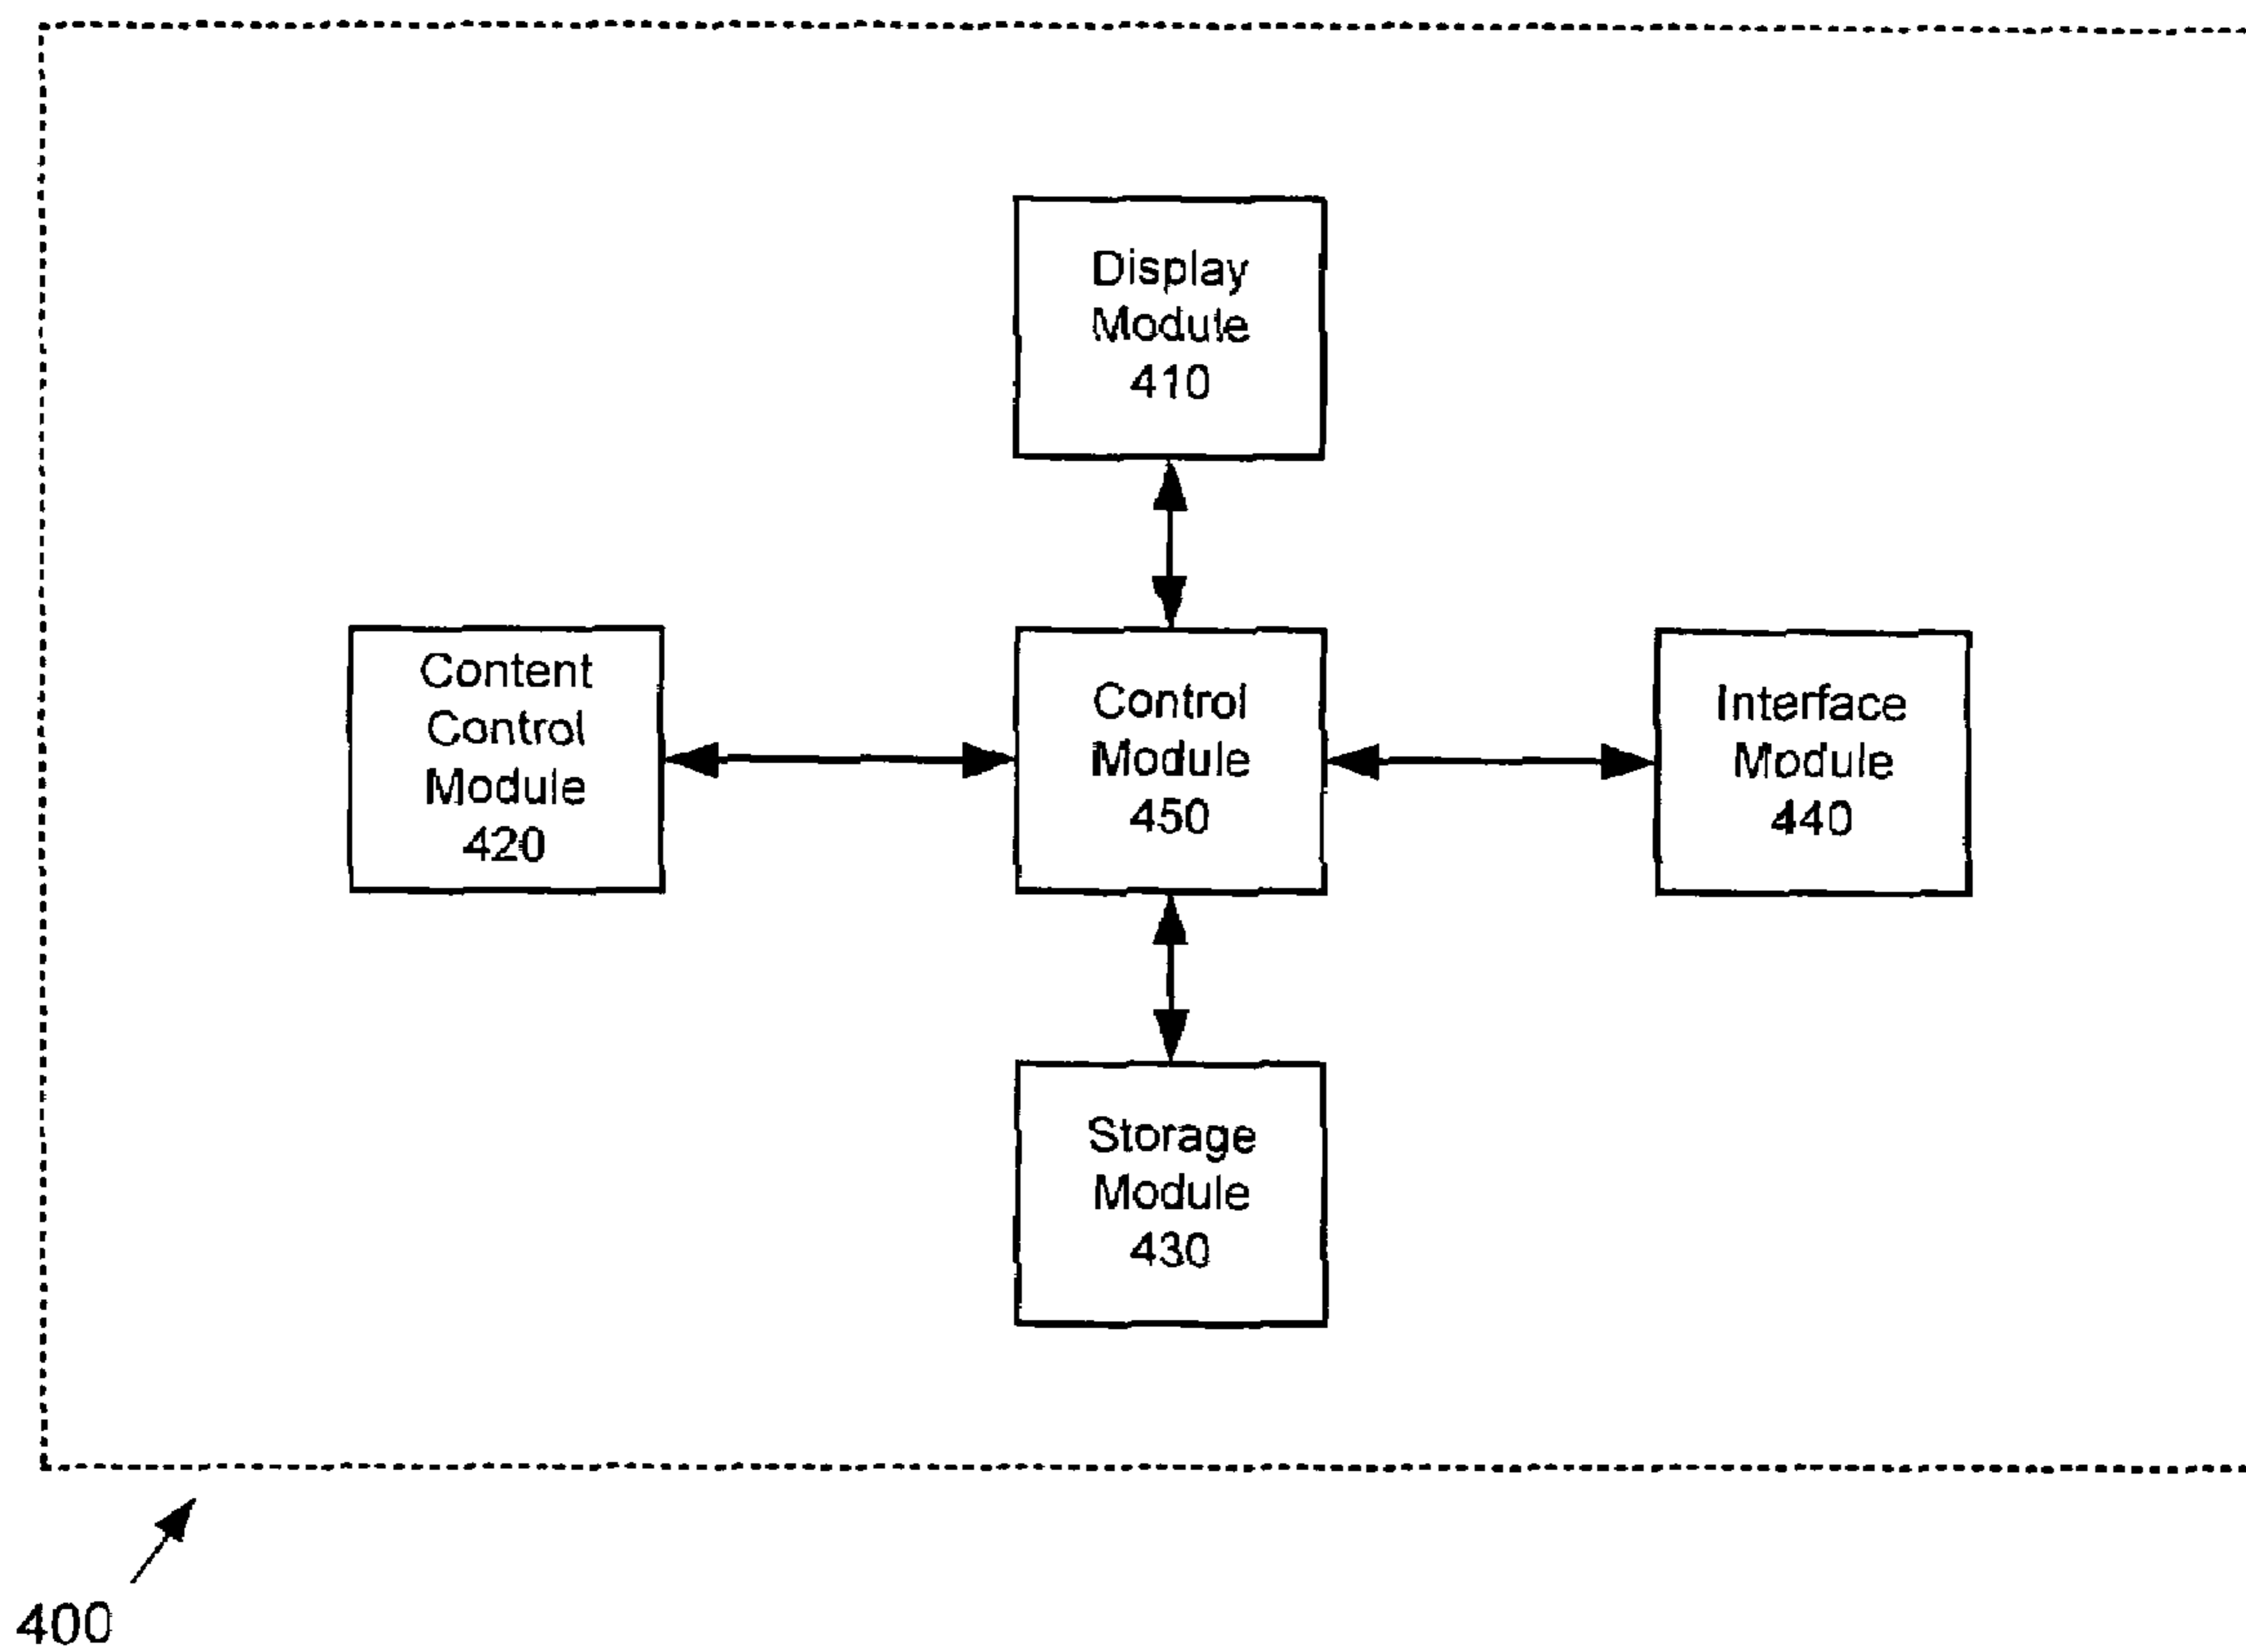 Display
Module
410
Content
Control
Module
420
Control
Module
450
Interface
Module
440
Storage
Module
430
400